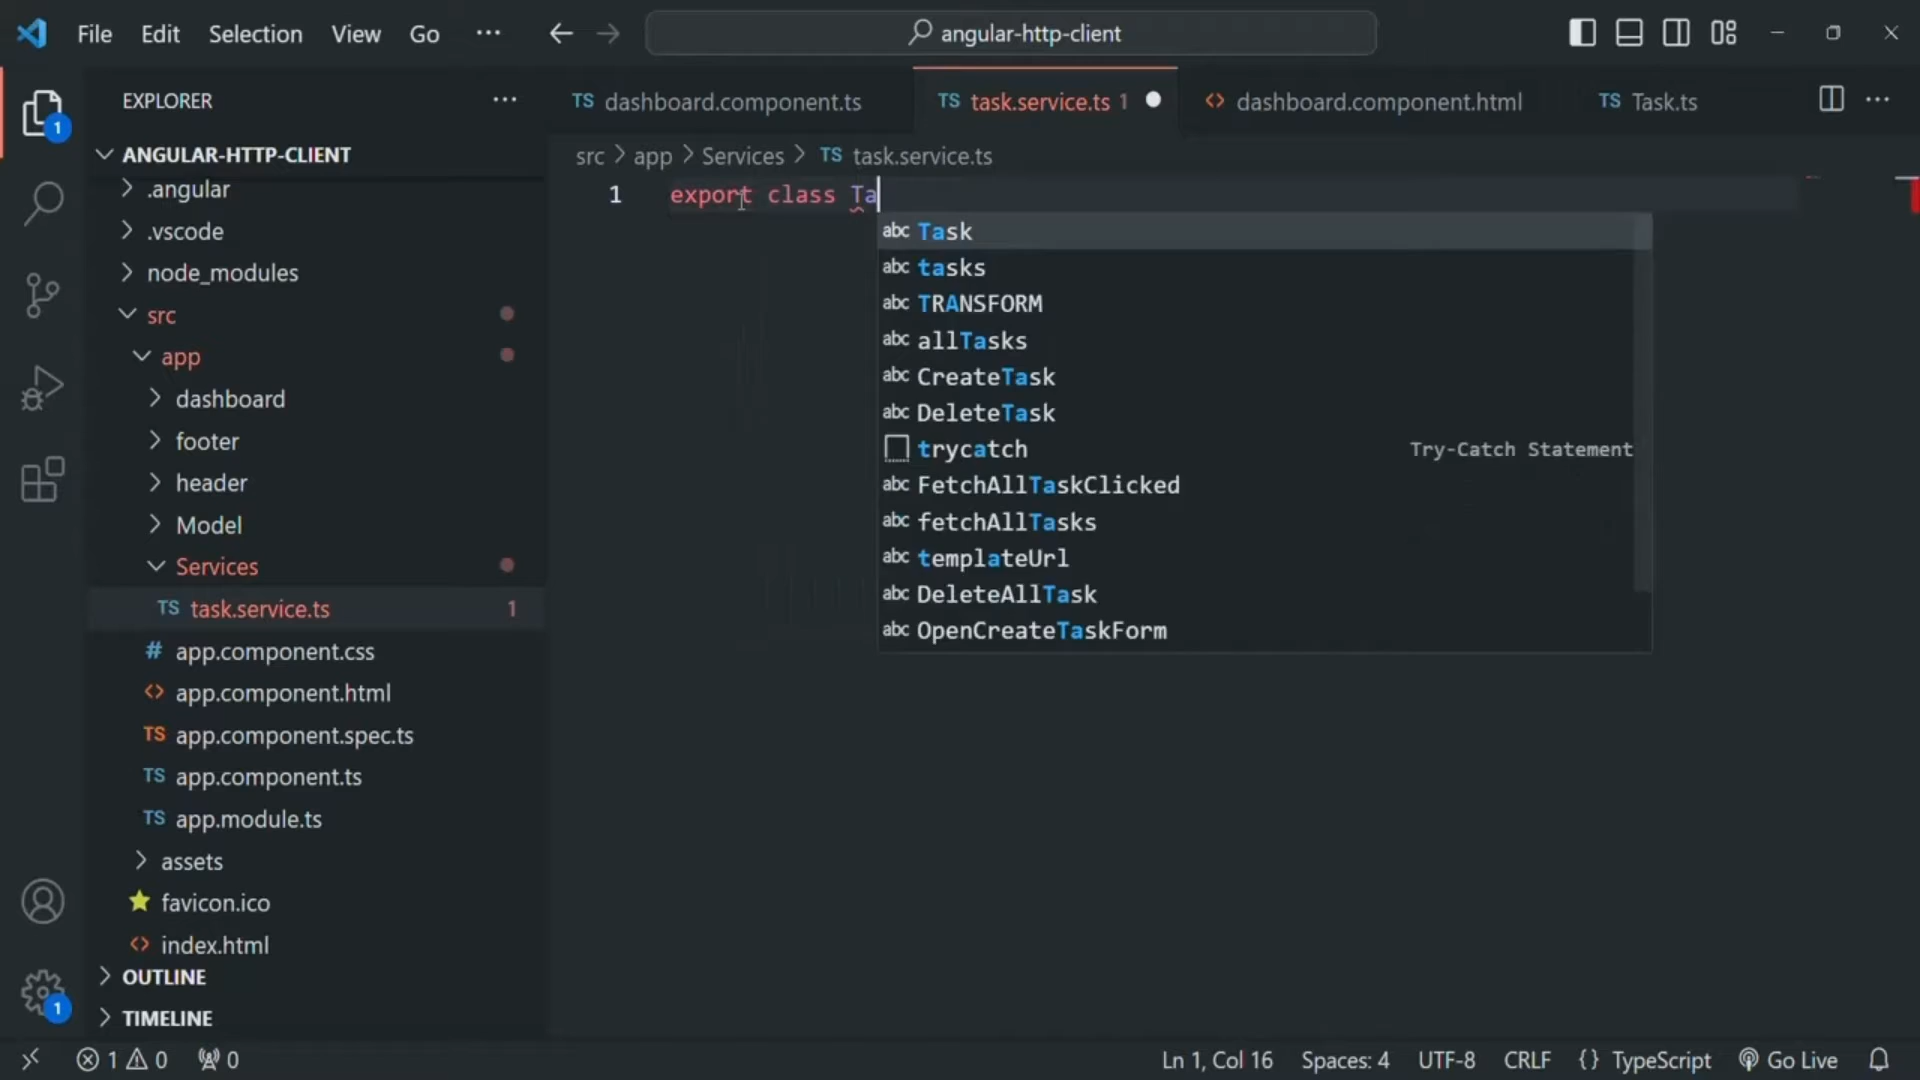 File Edit Selection View Go ... angular-http-client
EXPLORER ...
TS dashboard.component.ts TS task.service.ts 1 <> dashboard.component.html TS Task.ts ...
src > app > Services > TS task.service.ts
1 export class Ta
ANGULAR-HTTP-CLIENT
.angular
.vscode
node_modules
src
app
dashboard
footer
header
Model
Services
TS task.service.ts 1
# app.component.css
<> app.component.html
TS app.component.spec.ts
TS app.component.ts
TS app.module.ts
assets
favicon.ico
<> index.html
OUTLINE
TIMELINE
1
1
abc Task
abc tasks
abc TRANSFORM
abc allTasks
abc CreateTask
abc DeleteTask
trycatch Try-Catch Statement
abc FetchAllTaskClicked
abc fetchAllTasks
abc templateUrl
abc DeleteAllTask
abc OpenCreateTaskForm
1 0 0 Ln 1, Col 16 Spaces: 4 UTF-8 CRLF {} TypeScript Go Live